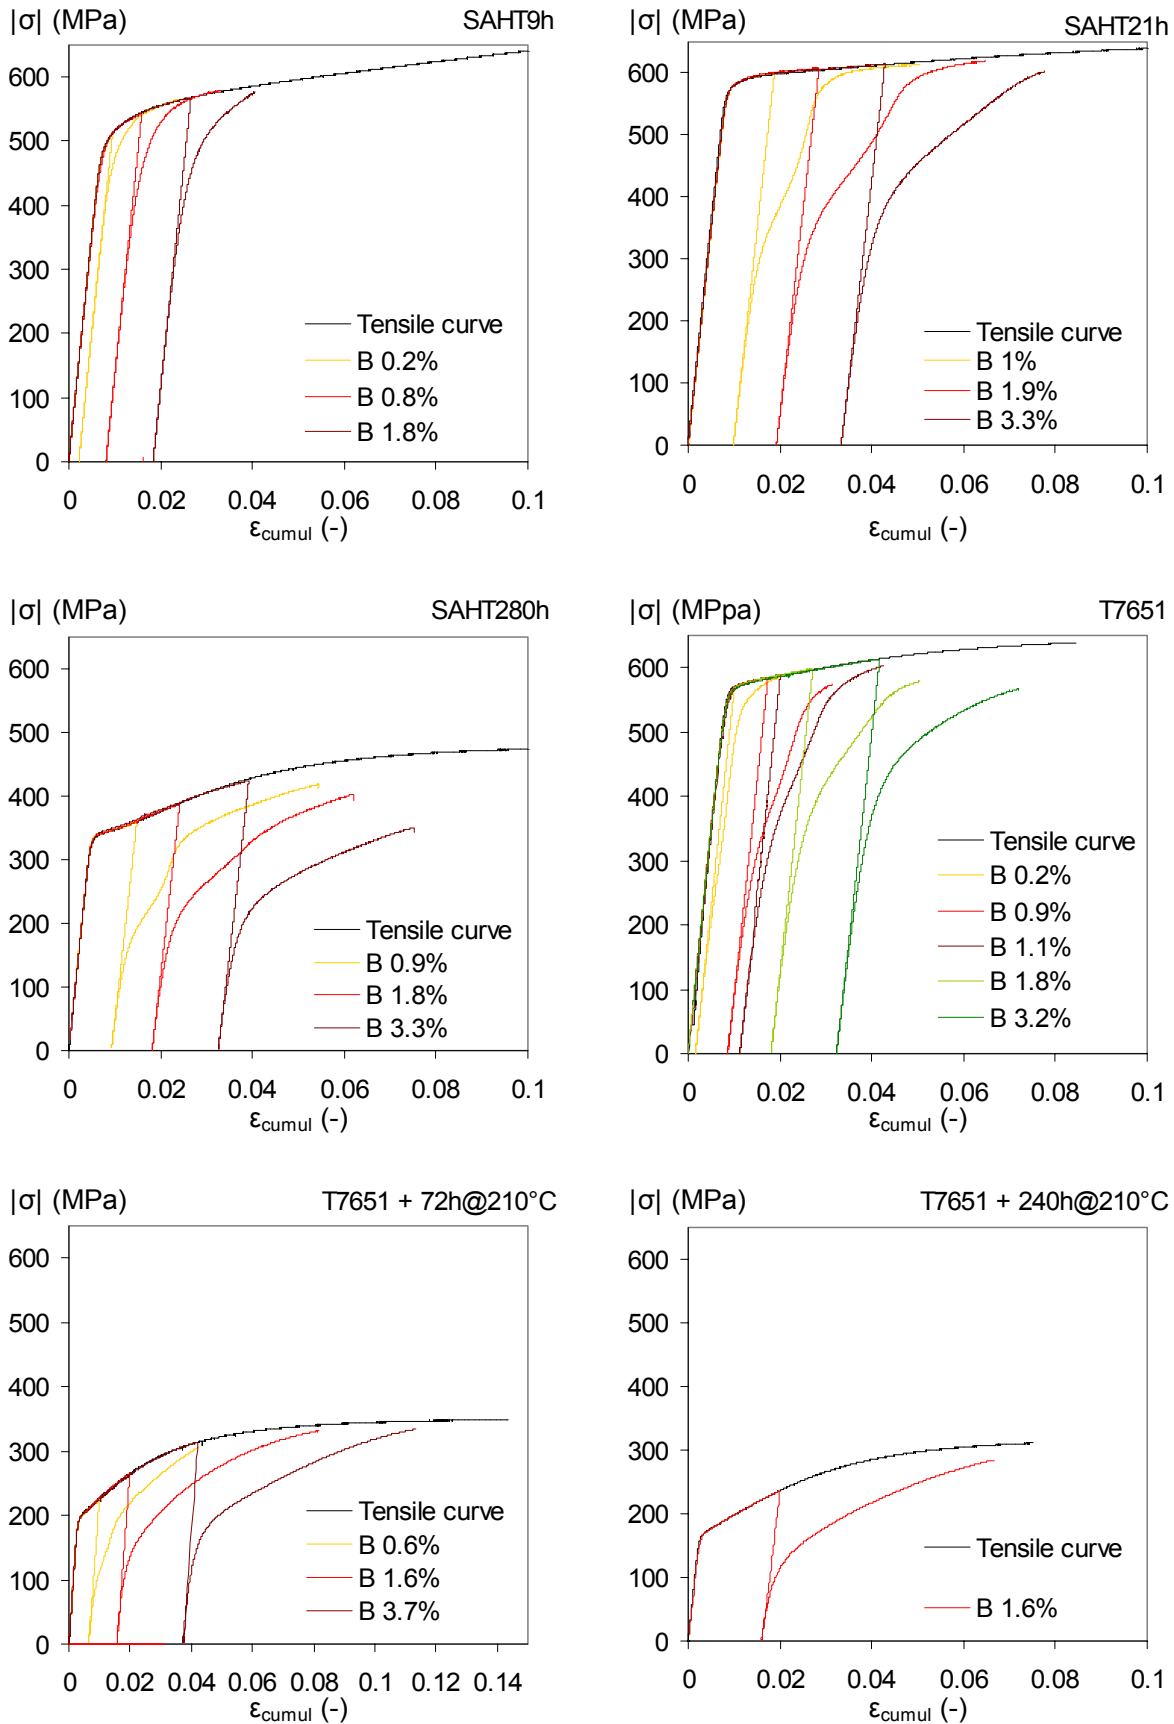 |σ| (MPa)
SAHT9h
600
500
400
300
200
100
0
Tensile curve
B 0.2%
B 0.8%
B 1.8%
0 0.02 0.04 0.06 0.08 0.1
εcumul (-)
|σ| (MPa)
SAHT21h
600
500
400
300
200
100
0
Tensile curve
B 1%
B 1.9%
B 3.3%
0 0.02 0.04 0.06 0.08 0.1
εcumul (-)
|σ| (MPa)
SAHT280h
600
500
400
300
200
100
0
Tensile curve
B 0.9%
B 1.8%
B 3.3%
0 0.02 0.04 0.06 0.08 0.1
εcumul (-)
|σ| (MPpa)
T7651
600
500
400
300
200
100
0
Tensile curve
B 0.2%
B 0.9%
B 1.1%
B 1.8%
B 3.2%
0 0.02 0.04 0.06 0.08 0.1
εcumul (-)
|σ| (MPa)
T7651 + 72h@210°C
600
500
400
300
200
100
0
Tensile curve
B 0.6%
B 1.6%
B 3.7%
0 0.02 0.04 0.06 0.08 0.1 0.12 0.14
εcumul (-)
|σ| (MPa)
T7651 + 240h@210°C
600
500
400
300
200
100
0
Tensile curve
B 1.6%
0 0.02 0.04 0.06 0.08 0.1
εcumul (-)